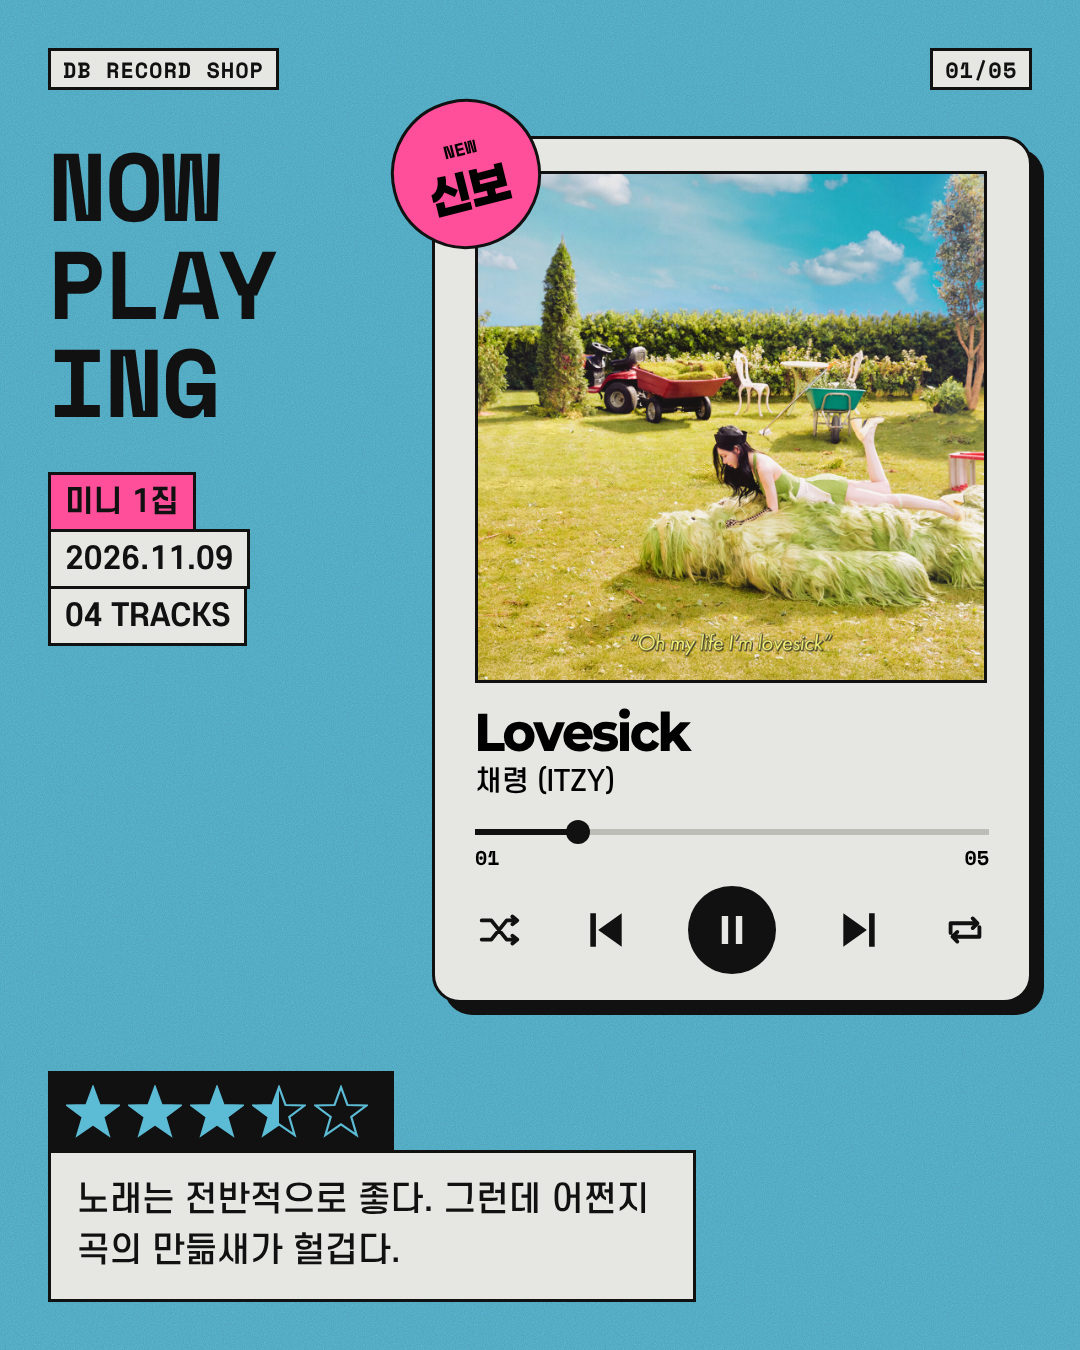 DB RECORD SHOP
01/05
NOW
PLAY
ING
NEW
신보
미니 1집
2026.11.09
04 TRACKS
“Oh my life I’m lovesick”
Lovesick
채령 (ITZY)
01
05
노래는 전반적으로 좋다. 그런데 어쩐지
곡의 만듦새가 헐겁다.